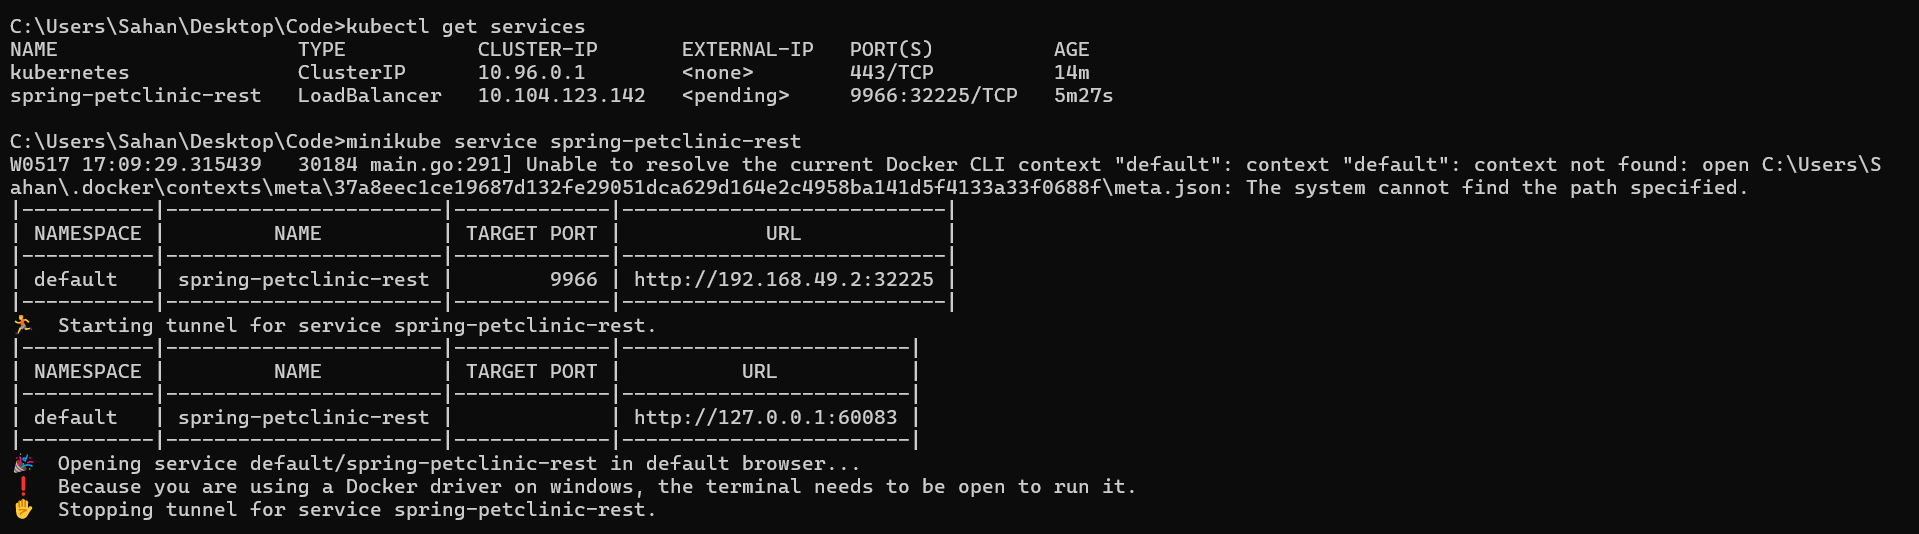 C:\Users\Sahan\Desktop\Code>kubectl get services
NAME                    TYPE           CLUSTER-IP       EXTERNAL-IP   PORT(S)          AGE
kubernetes              ClusterIP      10.96.0.1        <none>        443/TCP          14m
spring-petclinic-rest   LoadBalancer   10.104.123.142   <pending>     9966:32225/TCP   5m27s

C:\Users\Sahan\Desktop\Code>minikube service spring-petclinic-rest
W0517 17:09:29.315439   30184 main.go:291] Unable to resolve the current Docker CLI context "default": context "default": context not found: open C:\Users\S
ahan\.docker\contexts\meta\37a8eec1ce19687d132fe29051dca629d164e2c4958ba141d5f4133a33f0688f\meta.json: The system cannot find the path specified.
|-----------|-----------------------|-------------|---------------------------|
| NAMESPACE |         NAME          | TARGET PORT |            URL            |
|-----------|-----------------------|-------------|---------------------------|
| default   | spring-petclinic-rest |        9966 | http://192.168.49.2:32225 |
|-----------|-----------------------|-------------|---------------------------|
🏃  Starting tunnel for service spring-petclinic-rest.
|-----------|-----------------------|-------------|------------------------|
| NAMESPACE |         NAME          | TARGET PORT |          URL           |
|-----------|-----------------------|-------------|------------------------|
| default   | spring-petclinic-rest |             | http://127.0.0.1:60083 |
|-----------|-----------------------|-------------|------------------------|
🎉  Opening service default/spring-petclinic-rest in default browser...
❗  Because you are using a Docker driver on windows, the terminal needs to be open to run it.
✋  Stopping tunnel for service spring-petclinic-rest.